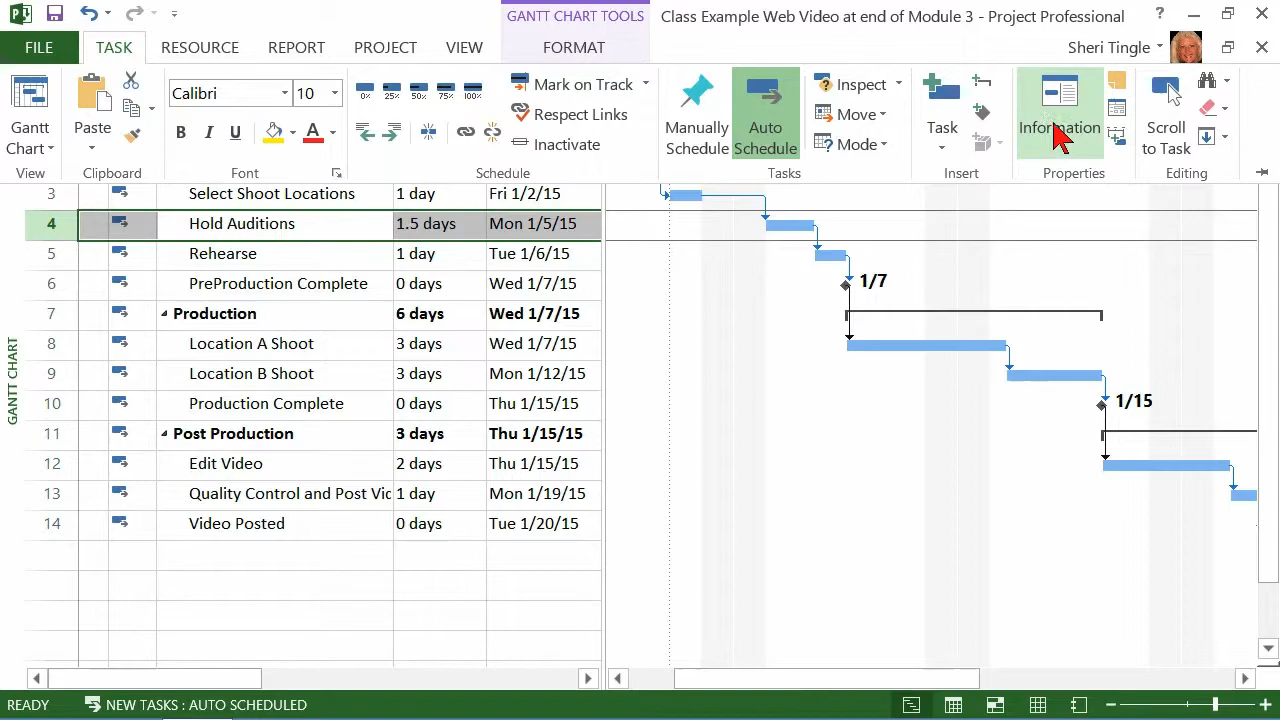 GANTT CHART TOOLS
Class Example Web Video at end of Module 3 - Project Professional
?
FILE TASK RESOURCE REPORT PROJECT VIEW FORMAT
Sheri Tingle
Gantt Chart
View
Paste
Clipboard
Calibri 10
B I U A
Font
0% 25% 50% 75% 100%
Mark on Track
Respect Links
Inactivate
Schedule
Manually Schedule
Auto Schedule
Inspect
Move
Mode
Tasks
Task
Insert
Information
Properties
Scroll to Task
Editing
3 Select Shoot Locations 1 day Fri 1/2/15
4 Hold Auditions 1.5 days Mon 1/5/15
5 Rehearse 1 day Tue 1/6/15
6 PreProduction Complete 0 days Wed 1/7/15
7 Production 6 days Wed 1/7/15
8 Location A Shoot 3 days Wed 1/7/15
9 Location B Shoot 3 days Mon 1/12/15
10 Production Complete 0 days Thu 1/15/15
11 Post Production 3 days Thu 1/15/15
12 Edit Video 2 days Thu 1/15/15
13 Quality Control and Post Vid 1 day Mon 1/19/15
14 Video Posted 0 days Tue 1/20/15
1/7
1/15
GANTT CHART
READY NEW TASKS : AUTO SCHEDULED